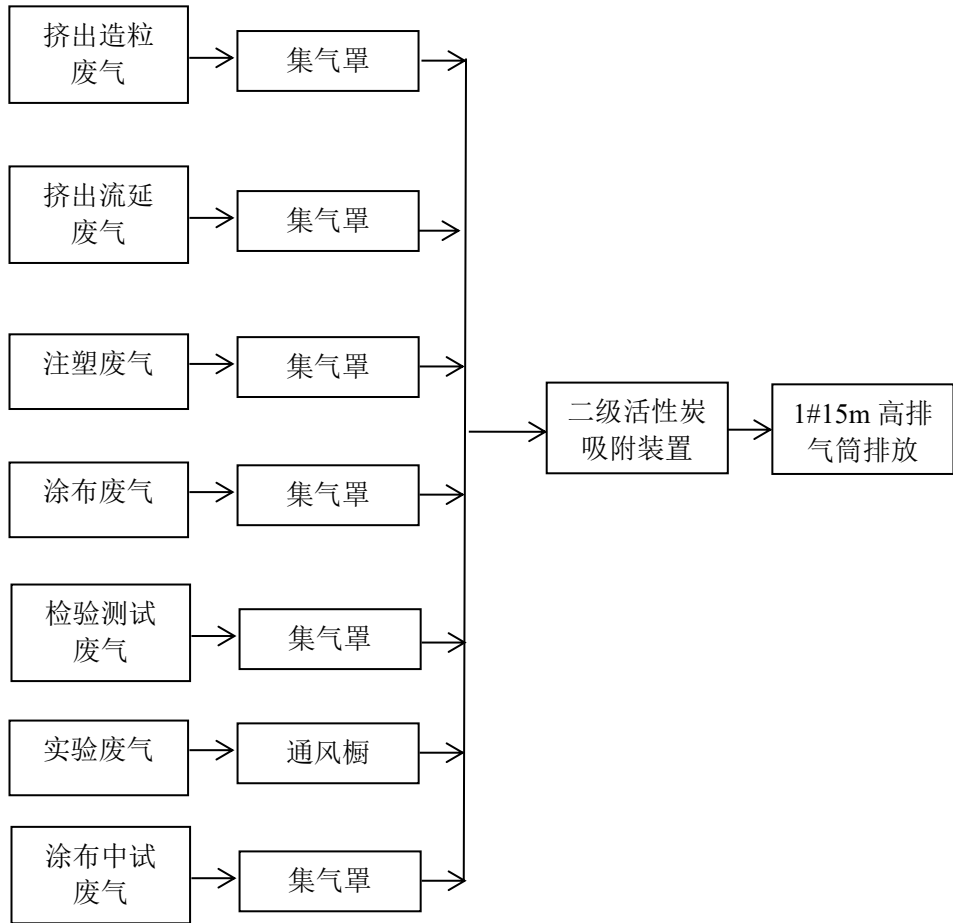 挤出造粒
废气
集气罩
挤出流延
废气
集气罩
注塑废气
集气罩
涂布废气
集气罩
检验测试
废气
集气罩
实验废气
通风橱
涂布中试
废气
集气罩
二级活性炭
吸附装置
1#15m 高排
气筒排放